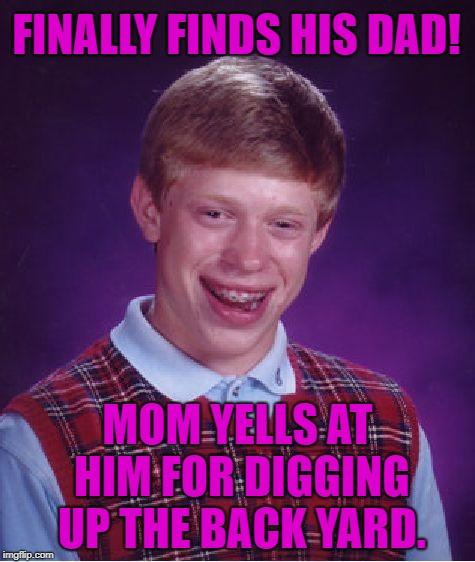 FINALLY FINDS HIS DAD!
MOM YELLS AT
HIM FOR DIGGING
UP THE BACK YARD.
imgflip.com